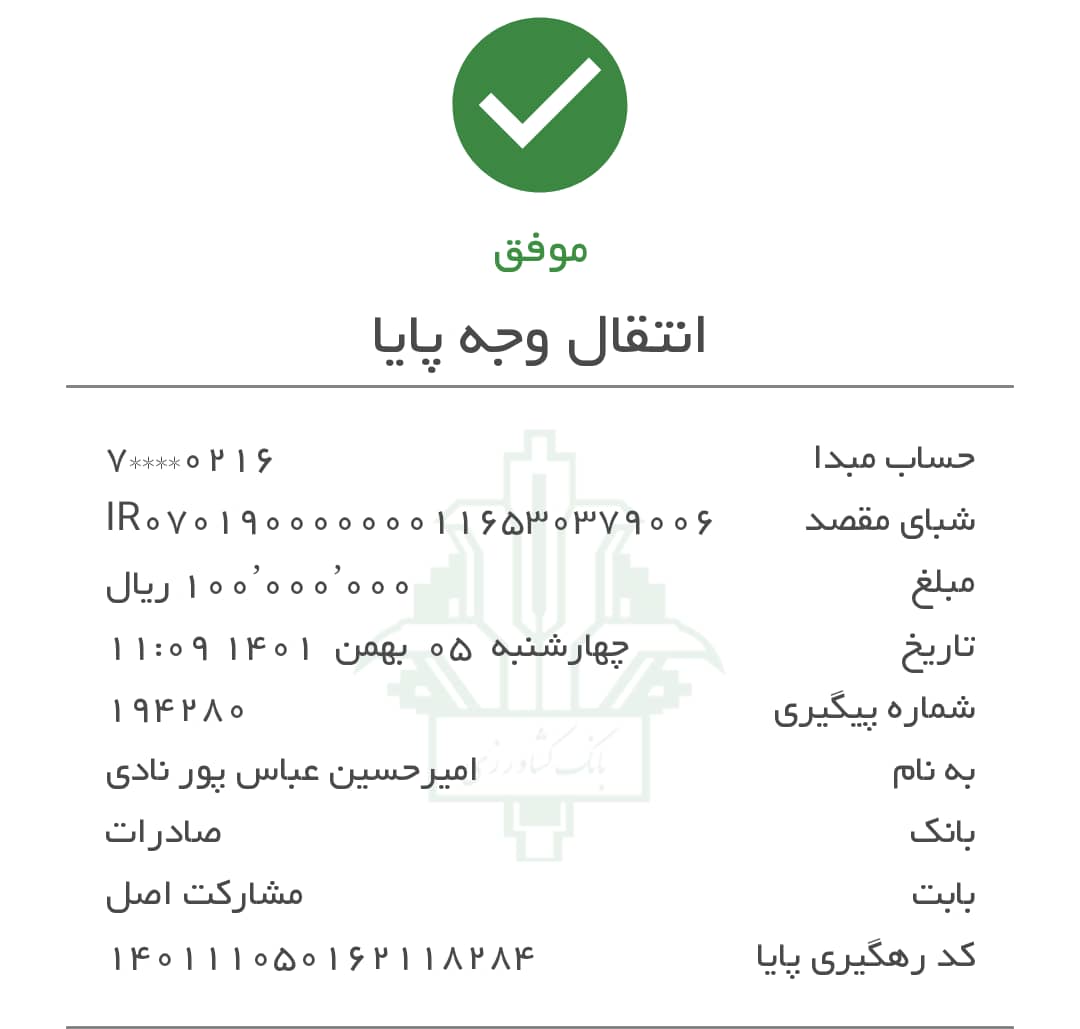 موفق
انتقال وجه پایا
حساب مبدا ۷****۰۲۱۶
شبای مقصد IR۰۷۰۱۹۰۰۰۰۰۰۰۰۱۱۶۵۳۰۳۷۹۰۰۶
مبلغ ۱۰۰٬۰۰۰٬۰۰۰ ریال
تاریخ چهارشنبه ۰۵ بهمن ۱۴۰۱ ۱۱:۰۹
شماره پیگیری ۱۹۴۲۸۰
به نام امیرحسین عباس پور نادی
بانک صادرات
بابت مشارکت اصل
کد رهگیری پایا ۱۴۰۱۱۱۰۵۰۱۶۲۱۱۸۲۸۴
بانک کشاورزی